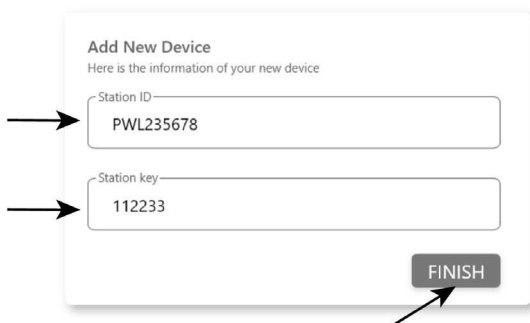 Add New Device
Here is the information of your new device
Station ID
PWL235678
Station key
112233
FINISH